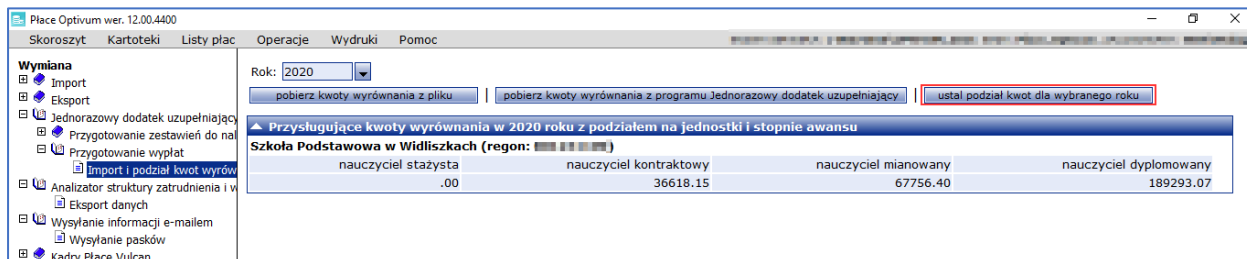 Płace Optivum wer. 12.00.4400
Skoroszyt Kartoteki Listy płac Operacje Wydruki Pomoc
Wymiana
Import
Eksport
Jednorazowy dodatek uzupełniający
Przygotowanie zestawień do nal
Przygotowanie wypłat
Import i podział kwot wyrów
Analizator struktury zatrudnienia i w
Eksport danych
Wysyłanie informacji e-mailem
Wysyłanie pasków
Kadry Płace Vulcan
Rok: 2020
pobierz kwoty wyrównania z pliku | pobierz kwoty wyrównania z programu Jednorazowy dodatek uzupełniający | ustal podział kwot dla wybranego roku
Przysługujące kwoty wyrównania w 2020 roku z podziałem na jednostki i stopnie awansu
Szkoła Podstawowa w Widliszkach (regon: )
nauczyciel stażysta nauczyciel kontraktowy nauczyciel mianowany nauczyciel dyplomowany
.00 36618.15 67756.40 189293.07